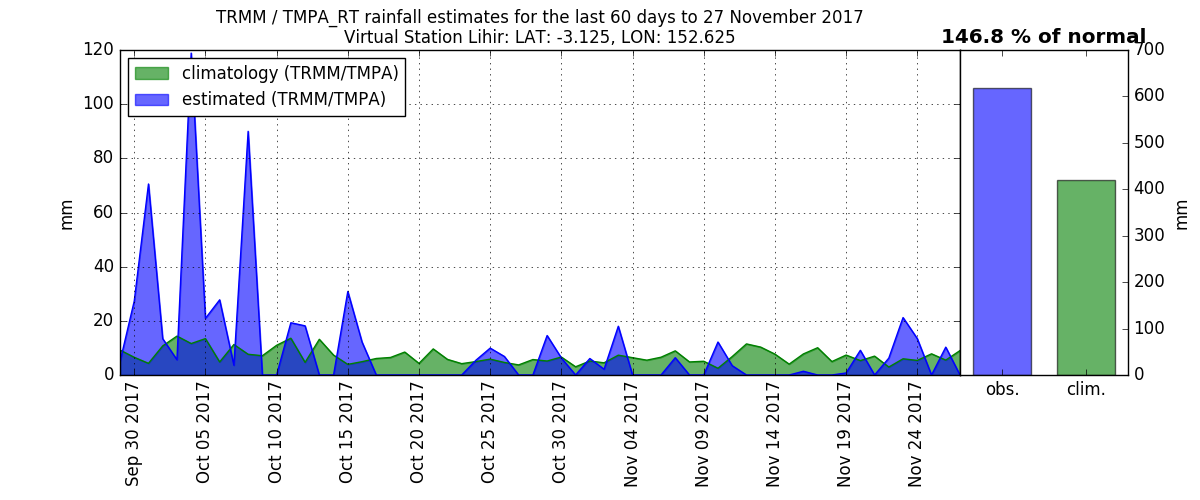 TRMM / TMPA_RT rainfall estimates for the last 60 days to 27 November 2017
Virtual Station Lihir: LAT: -3.125, LON: 152.625
146.8 % of normal
climatology (TRMM/TMPA)
estimated (TRMM/TMPA)
mm
120
100
80
60
40
20
0
Sep 30 2017
Oct 05 2017
Oct 10 2017
Oct 15 2017
Oct 20 2017
Oct 25 2017
Oct 30 2017
Nov 04 2017
Nov 09 2017
Nov 14 2017
Nov 19 2017
Nov 24 2017
obs.
clim.
700
600
500
400
300
200
100
0
mm